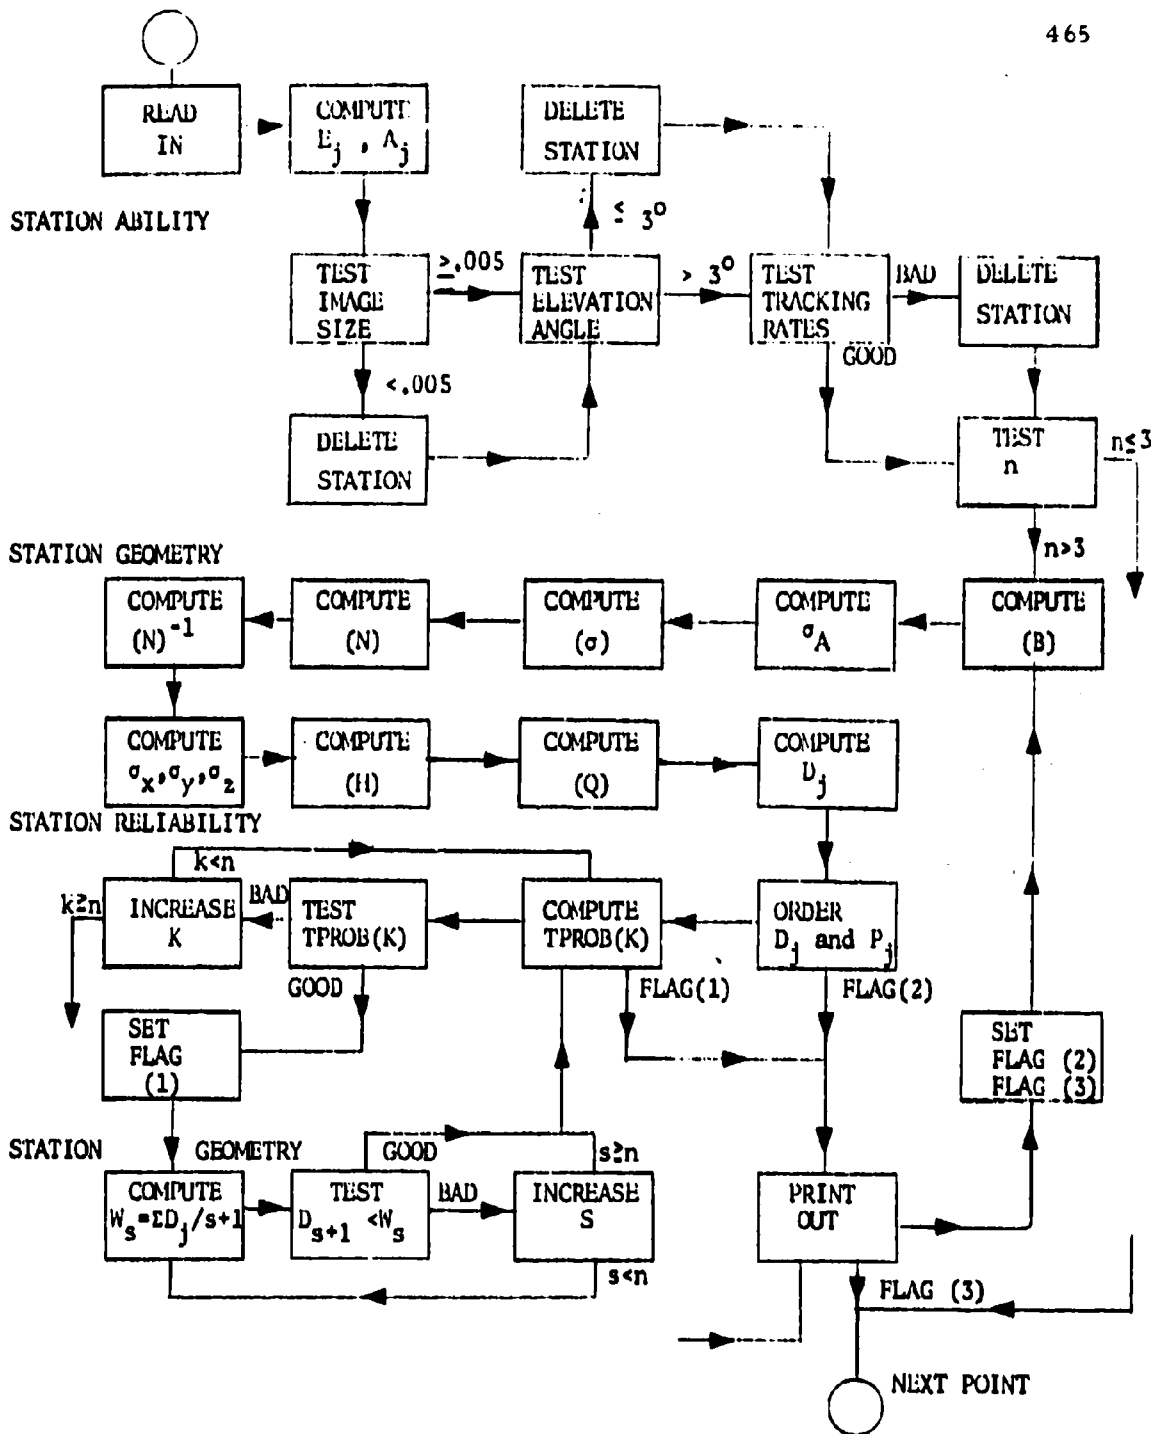 465
READ
IN
COMPUTE
E_j , A_j
DELETE
STATION
STATION ABILITY
≤ 3°
TEST
IMAGE
SIZE
≥.005
TEST
ELEVATION
ANGLE
> 3°
TEST
TRACKING
RATES
BAD
DELETE
STATION
GOOD
<.005
DELETE
STATION
TEST
n
n≤3
n>3
STATION GEOMETRY
COMPUTE
(N)⁻¹
COMPUTE
(N)
COMPUTE
(σ)
COMPUTE
σ_A
COMPUTE
(B)
COMPUTE
σ_x,σ_y,σ_z
COMPUTE
(H)
COMPUTE
(Q)
COMPUTE
D_j
STATION RELIABILITY
k<n
k≥n
INCREASE
K
BAD
TEST
TPROB(K)
COMPUTE
TPROB(K)
ORDER
D_j and P_j
GOOD
FLAG(1)
FLAG(2)
SET
FLAG
(1)
SET
FLAG (2)
FLAG (3)
STATION GEOMETRY
GOOD
s≥n
COMPUTE
W_s=ΣD_j/s+1
TEST
D_s+1 <W_s
BAD
INCREASE
S
PRINT
OUT
s<n
FLAG (3)
NEXT POINT